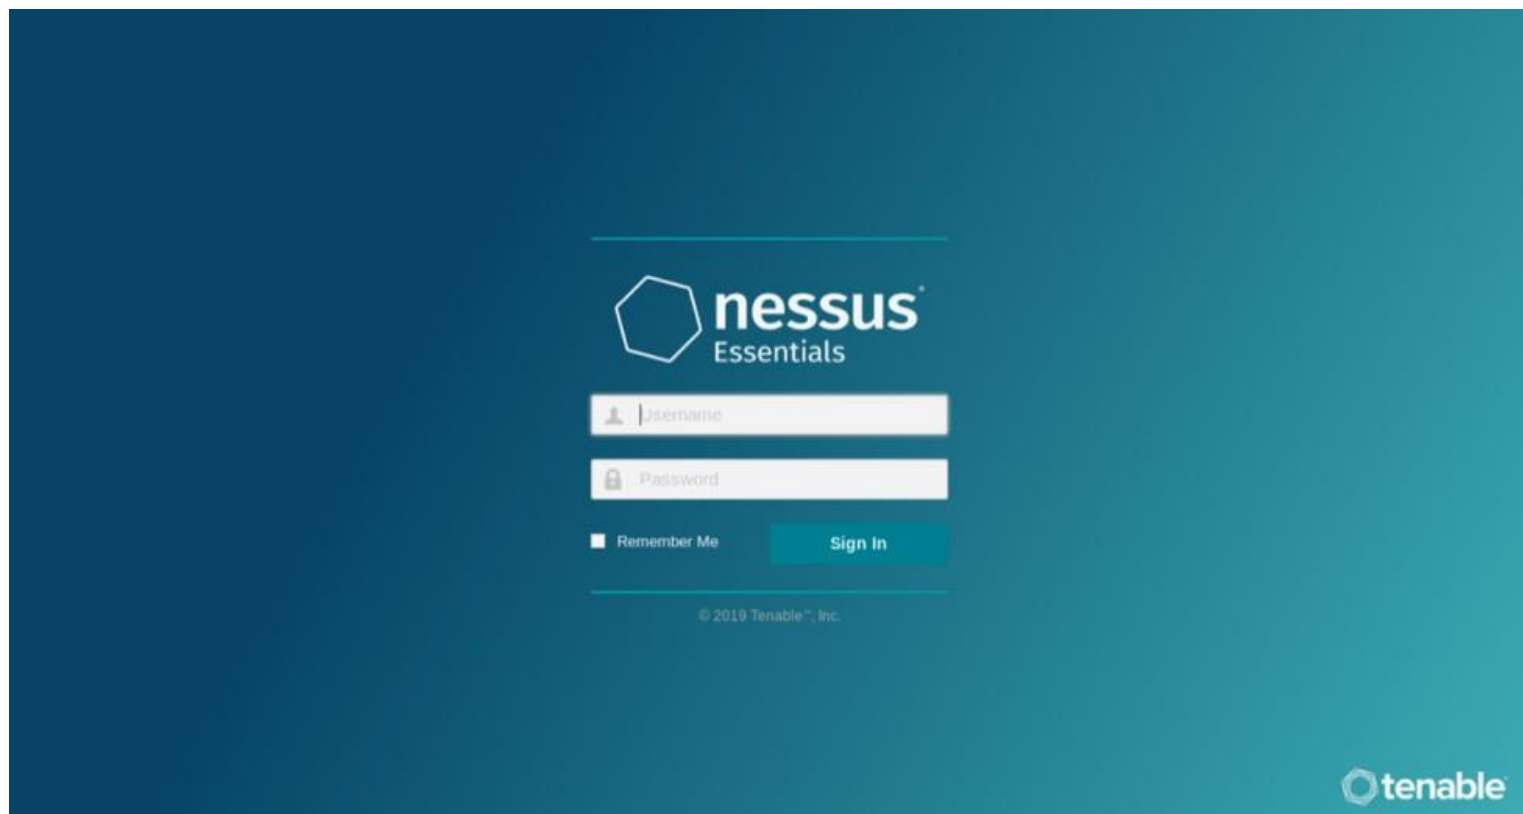 nessus®
Essentials
Username
Password
Remember Me
Sign In
© 2019 Tenable™, Inc.
tenable